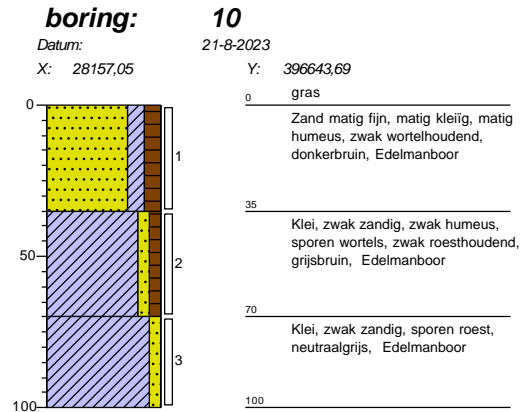 boring: 10
Datum: 21-8-2023
X: 28157,05 Y: 396643,69
0
0
gras
Zand matig fijn, matig kleiïg, matig
humeus, zwak wortelhoudend,
donkerbruin, Edelmanboor
1
35
Klei, zwak zandig, zwak humeus,
sporen wortels, zwak roesthoudend,
grijsbruin, Edelmanboor
50
2
70
Klei, zwak zandig, sporen roest,
neutraalgrijs, Edelmanboor
3
100
100